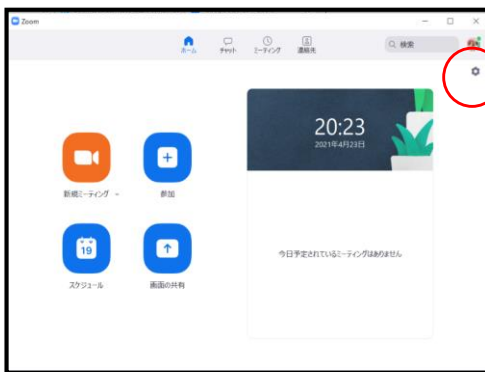 Zoom
ホーム
チャット
ミーティング
連絡先
検索
20:23
2021年4月23日
新規ミーティング
参加
19
スケジュール
画面の共有
今日予定されているミーティングはありません